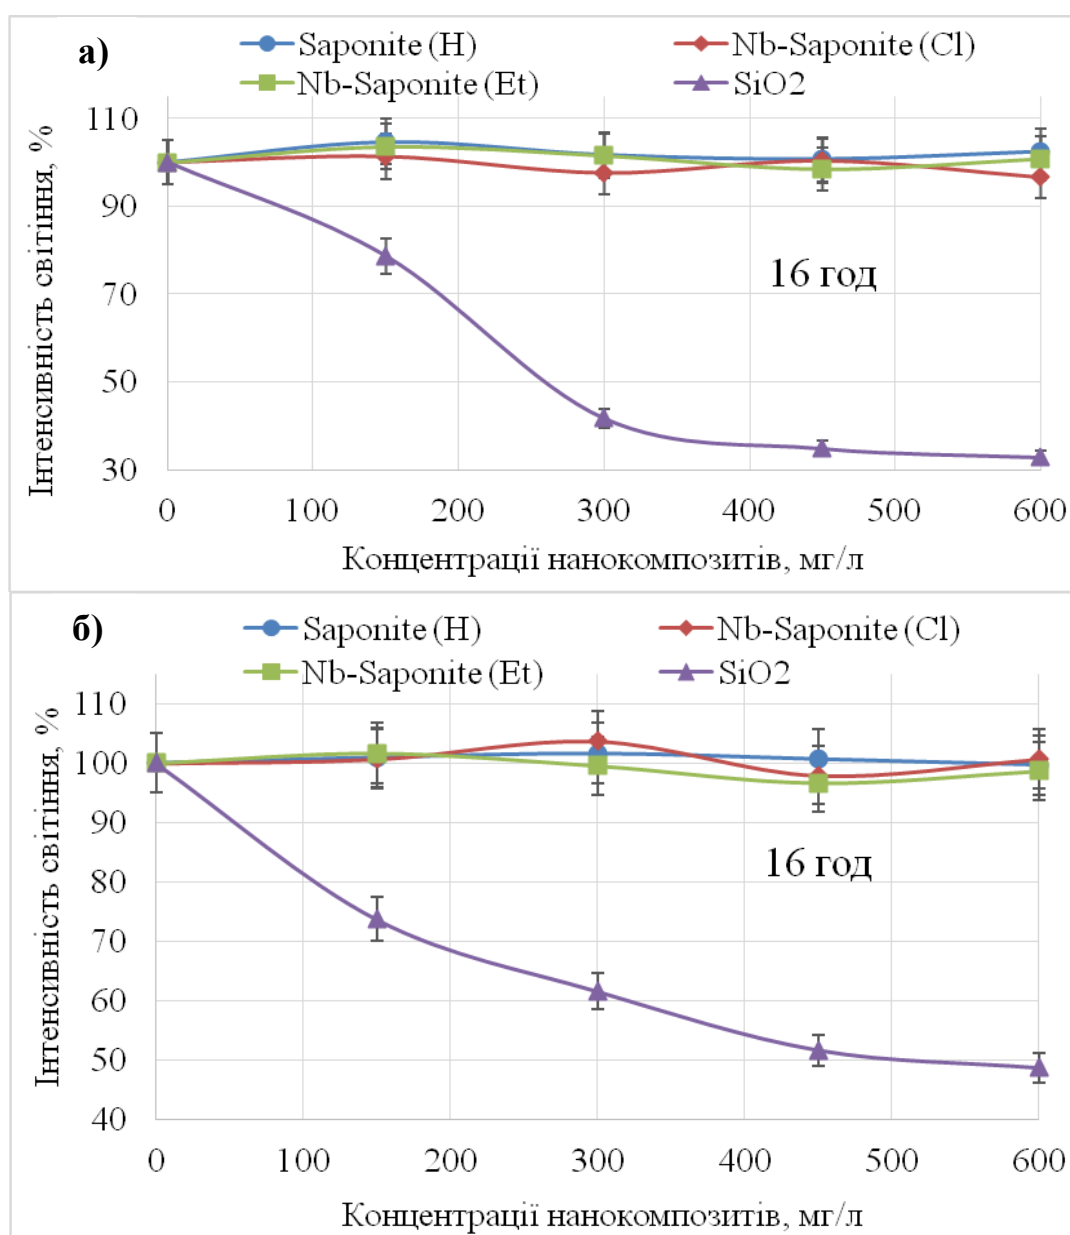 а)
Saponite (H) Nb-Saponite (Cl)
Nb-Saponite (Et) SiO2
Інтенсивність світіння, %
110
90
70
50
30
16 год
0 100 200 300 400 500 600
Концентрації нанокомпозитів, мг/л
б)
Saponite (H) Nb-Saponite (Cl)
Nb-Saponite (Et) SiO2
Інтенсивність світіння, %
110
100
90
80
70
60
50
40
16 год
0 100 200 300 400 500 600
Концентрації нанокомпозитів, мг/л